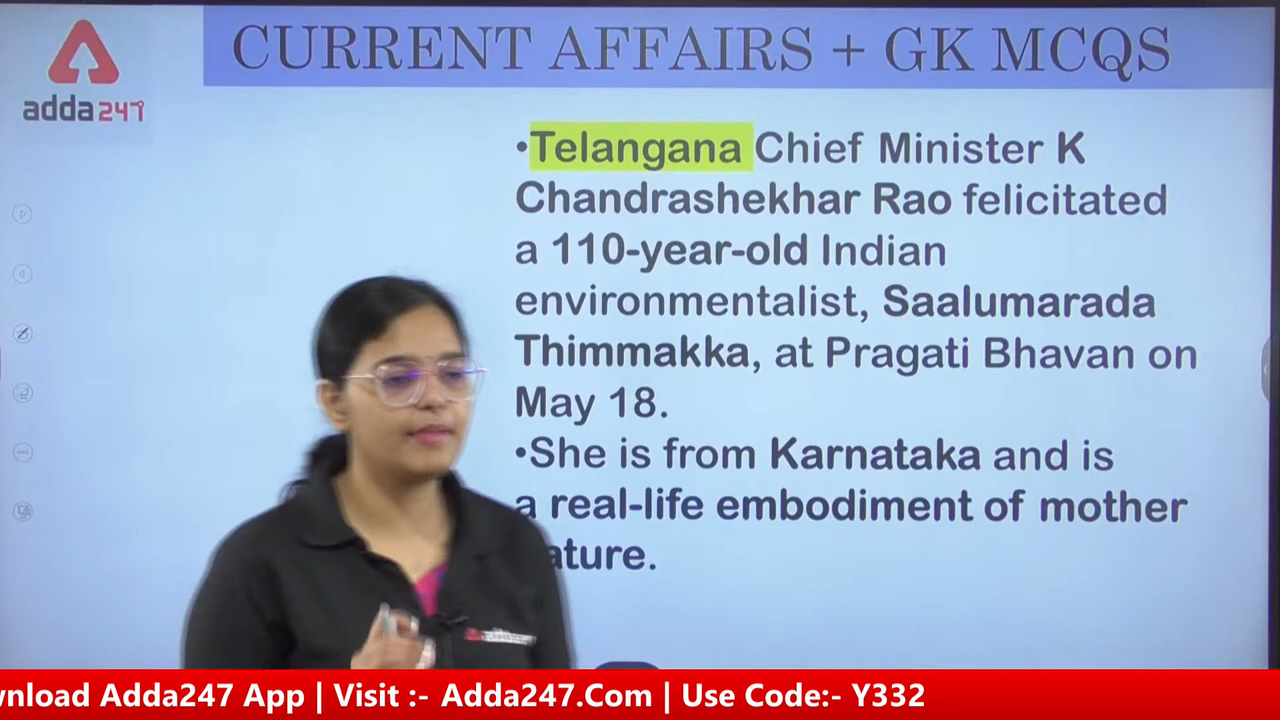 CURRENT AFFAIRS + GK MCQS
adda247
•Telangana Chief Minister K
Chandrashekhar Rao felicitated
a 110-year-old Indian
environmentalist, Saalumarada
Thimmakka, at Pragati Bhavan on
May 18.
•She is from Karnataka and is
a real-life embodiment of mother
ature.
wnload Adda247 App | Visit :- Adda247.Com | Use Code:- Y332